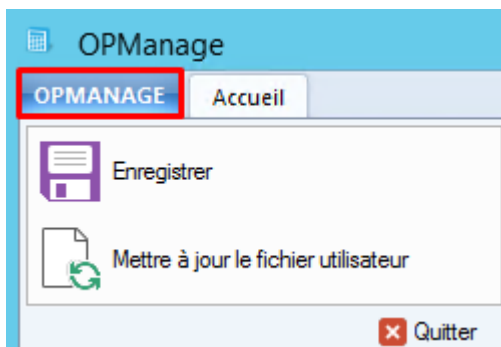 OPManage
OPMANAGE Accueil
Enregistrer
Mettre à jour le fichier utilisateur
Quitter